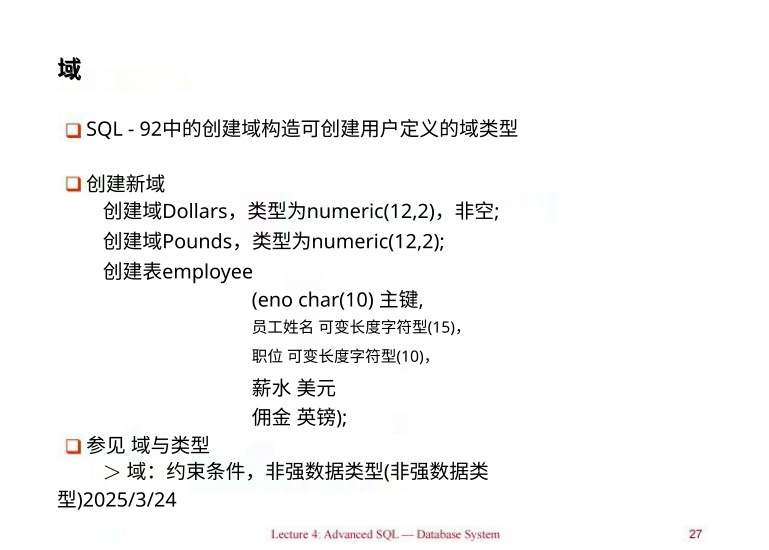 域
SQL - 92中的创建域构造可创建用户定义的域类型
创建新域
创建域Dollars，类型为numeric(12,2)，非空;
创建域Pounds，类型为numeric(12,2);
创建表employee
(eno char(10) 主键,
员工姓名 可变长度字符型(15)，
职位 可变长度字符型(10)，
薪水 美元
佣金 英镑);
参见 域与类型
＞域：约束条件，非强数据类型(非强数据类
型)2025/3/24
Lecture 4: Advanced SQL — Database System
27